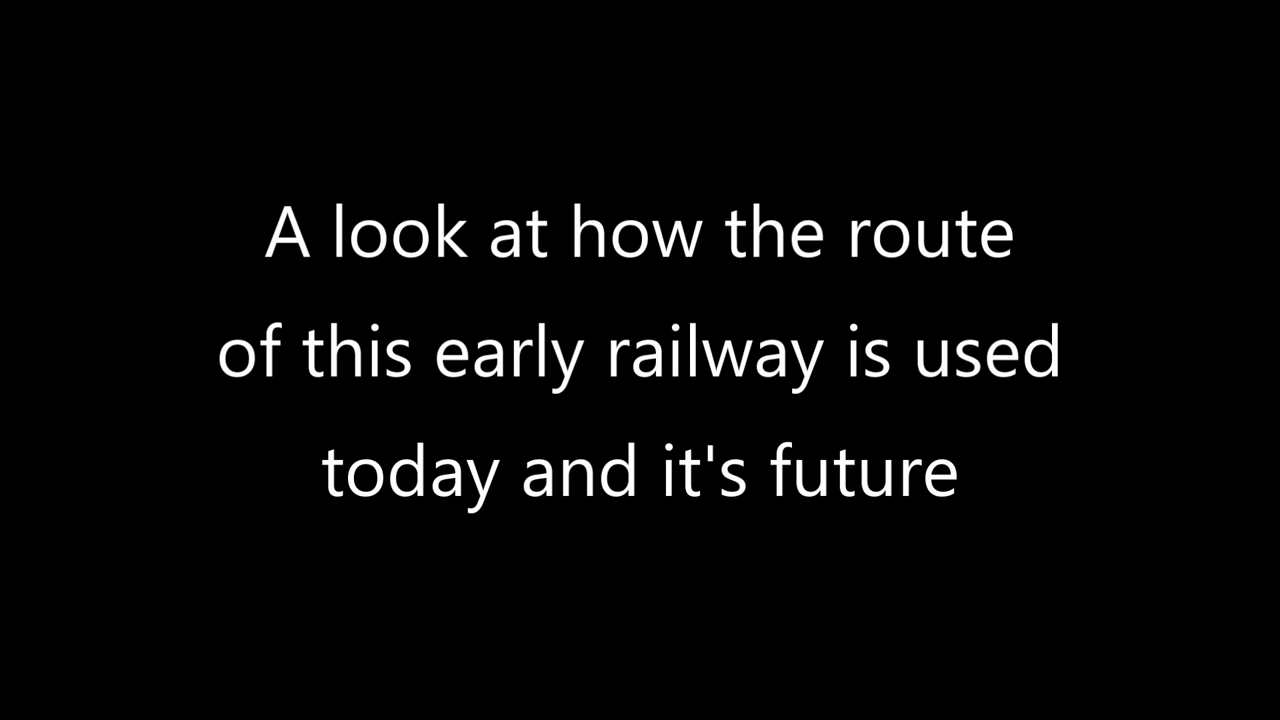 A look at how the route
of this early railway is used
today and it's future